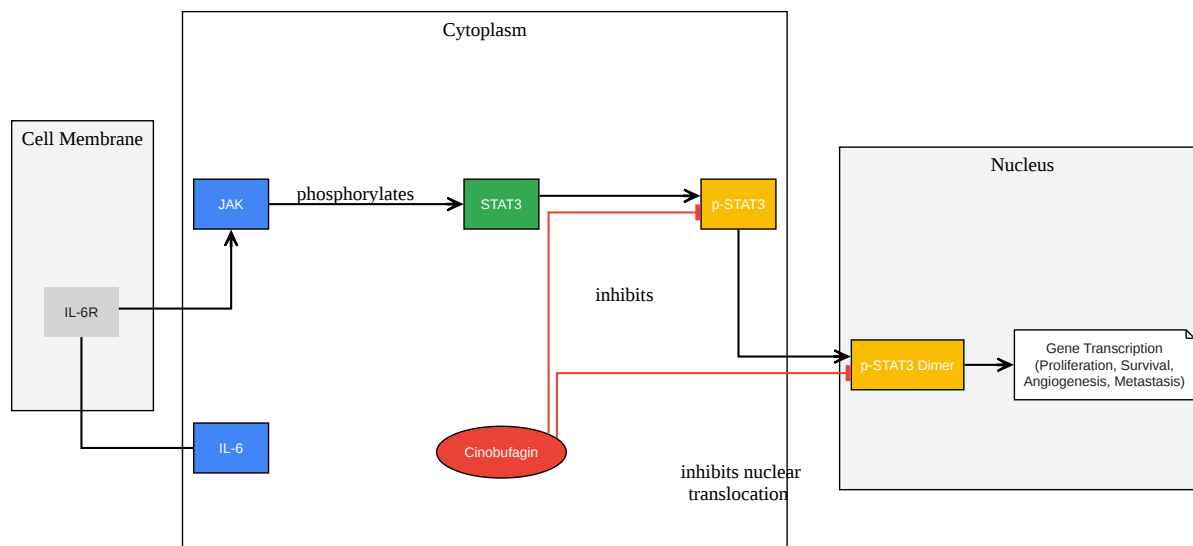 Cytoplasm
Cell Membrane
Nucleus
JAK
phosphorylates
STAT3
p-STAT3
IL-6R
inhibits
p-STAT3 Dimer
Gene Transcription
(Proliferation, Survival,
Angiogenesis, Metastasis)
IL-6
Cinobufagin
inhibits nuclear
translocation